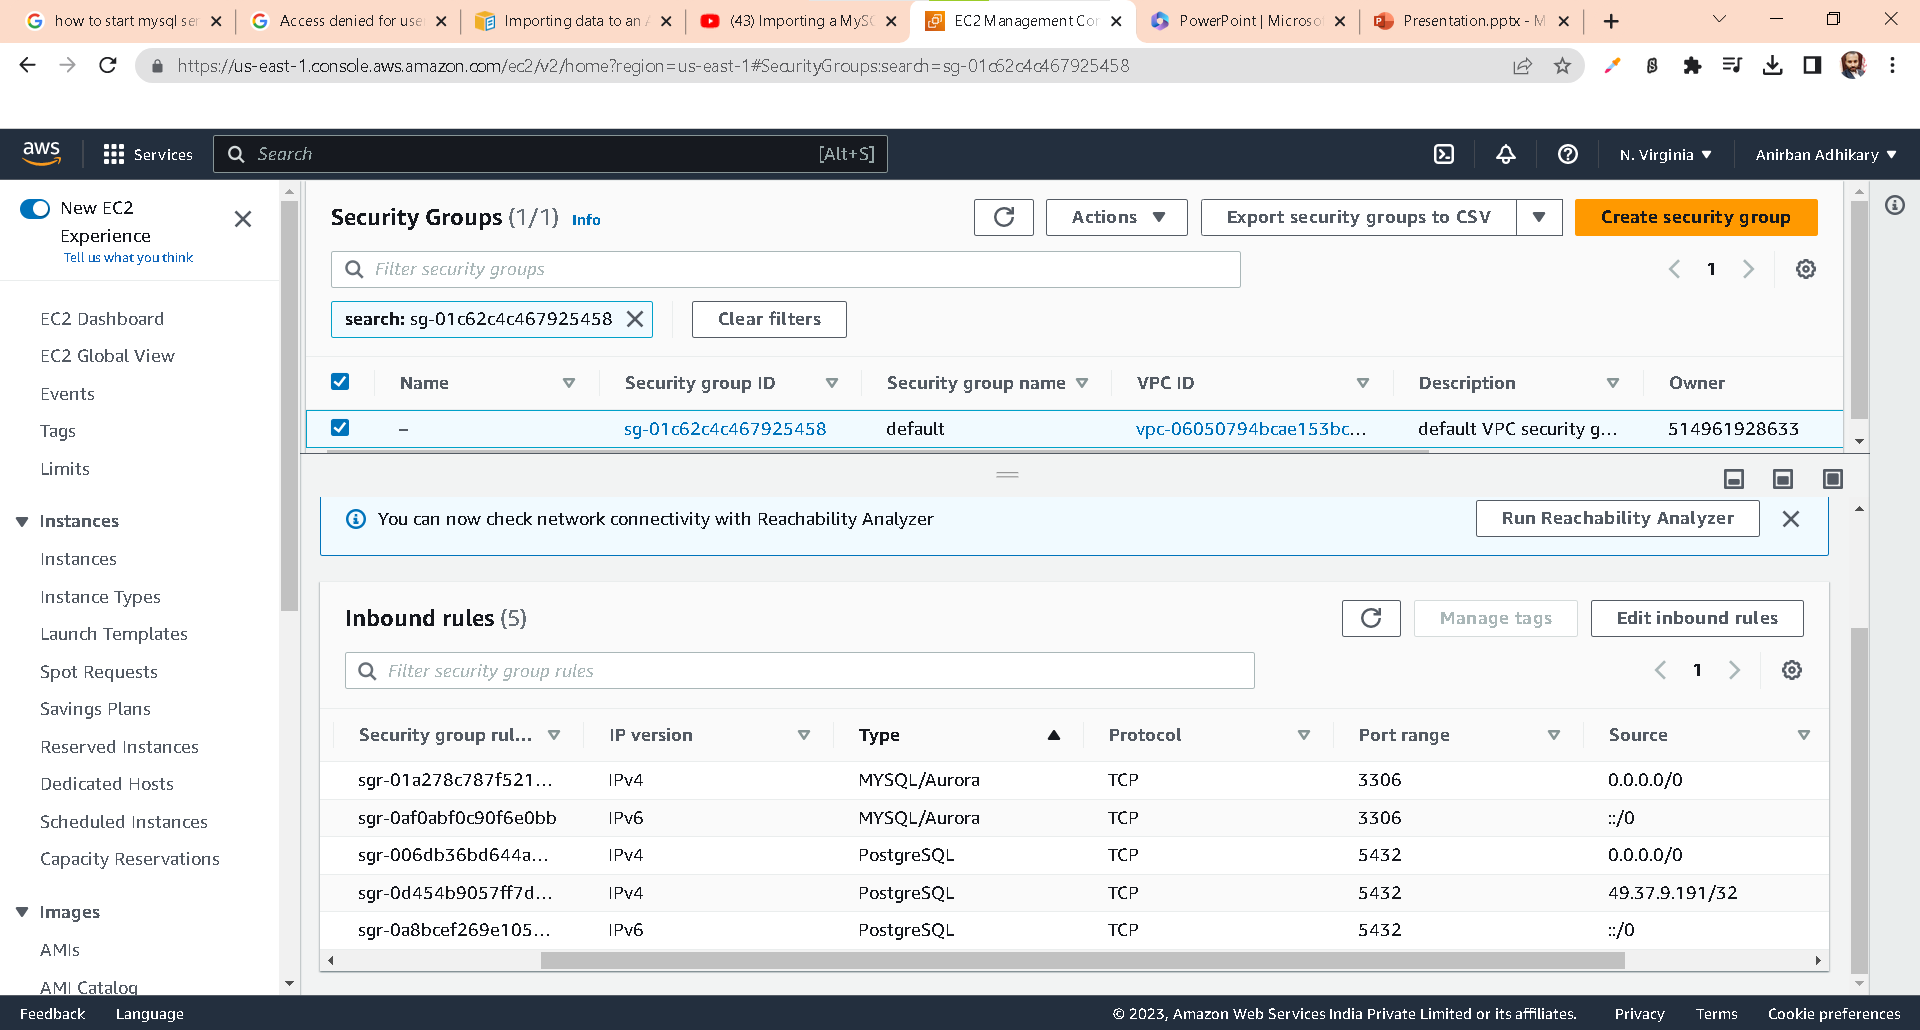 how to start mysql ser
Access denied for use
Importing data to an A
(43) Importing a MySQ
EC2 Management Co
PowerPoint | Microso
Presentation.pptx - M
https://us-east-1.console.aws.amazon.com/ec2/v2/home?region=us-east-1#SecurityGroups:search=sg-01c62c4c467925458
aws
Services
Search
[Alt+S]
N. Virginia
Anirban Adhikary
New EC2
Experience
Tell us what you think
EC2 Dashboard
EC2 Global View
Events
Tags
Limits
Instances
Instances
Instance Types
Launch Templates
Spot Requests
Savings Plans
Reserved Instances
Dedicated Hosts
Scheduled Instances
Capacity Reservations
Images
AMIs
AMI Catalog
Security Groups (1/1) Info
Actions
Export security groups to CSV
Create security group
Filter security groups
1
search: sg-01c62c4c467925458
Clear filters
Name Security group ID Security group name VPC ID Description Owner
– sg-01c62c4c467925458 default vpc-06050794bcae153bc... default VPC security g... 514961928633
You can now check network connectivity with Reachability Analyzer
Run Reachability Analyzer
Inbound rules (5)
Manage tags
Edit inbound rules
Filter security group rules
1
Security group rul... IP version Type Protocol Port range Source
sgr-01a278c787f521... IPv4 MYSQL/Aurora TCP 3306 0.0.0.0/0
sgr-0af0abf0c90f6e0bb IPv6 MYSQL/Aurora TCP 3306 ::/0
sgr-006db36bd644a... IPv4 PostgreSQL TCP 5432 0.0.0.0/0
sgr-0d454b9057ff7d... IPv4 PostgreSQL TCP 5432 49.37.9.191/32
sgr-0a8bcef269e105... IPv6 PostgreSQL TCP 5432 ::/0
Feedback
Language
© 2023, Amazon Web Services India Private Limited or its affiliates.
Privacy
Terms
Cookie preferences